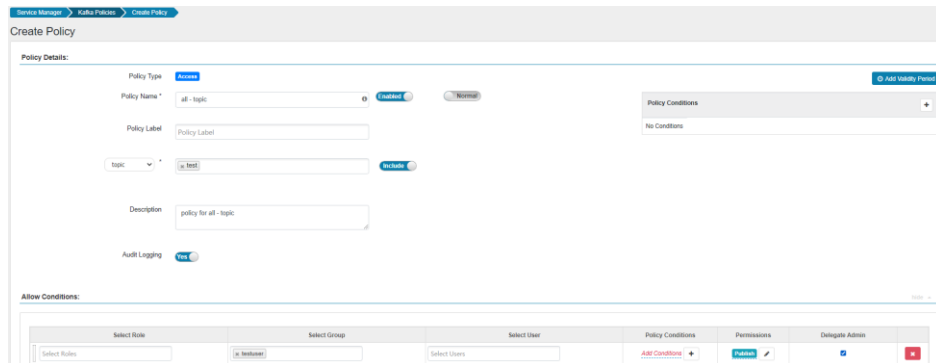 Service Manager Kafka Policies Create Policy
Create Policy
Policy Details:
Policy Type Access
Add Validity Period
Policy Name * all - topic Enabled Normal
Policy Conditions +
No Conditions
Policy Label Policy Label
topic * × test Include
Description policy for all - topic
Audit Logging Yes
Allow Conditions:
Select Role Select Group Select User Policy Conditions Permissions Delegate Admin
Select Roles × testuser Select Users Add Conditions + Publish